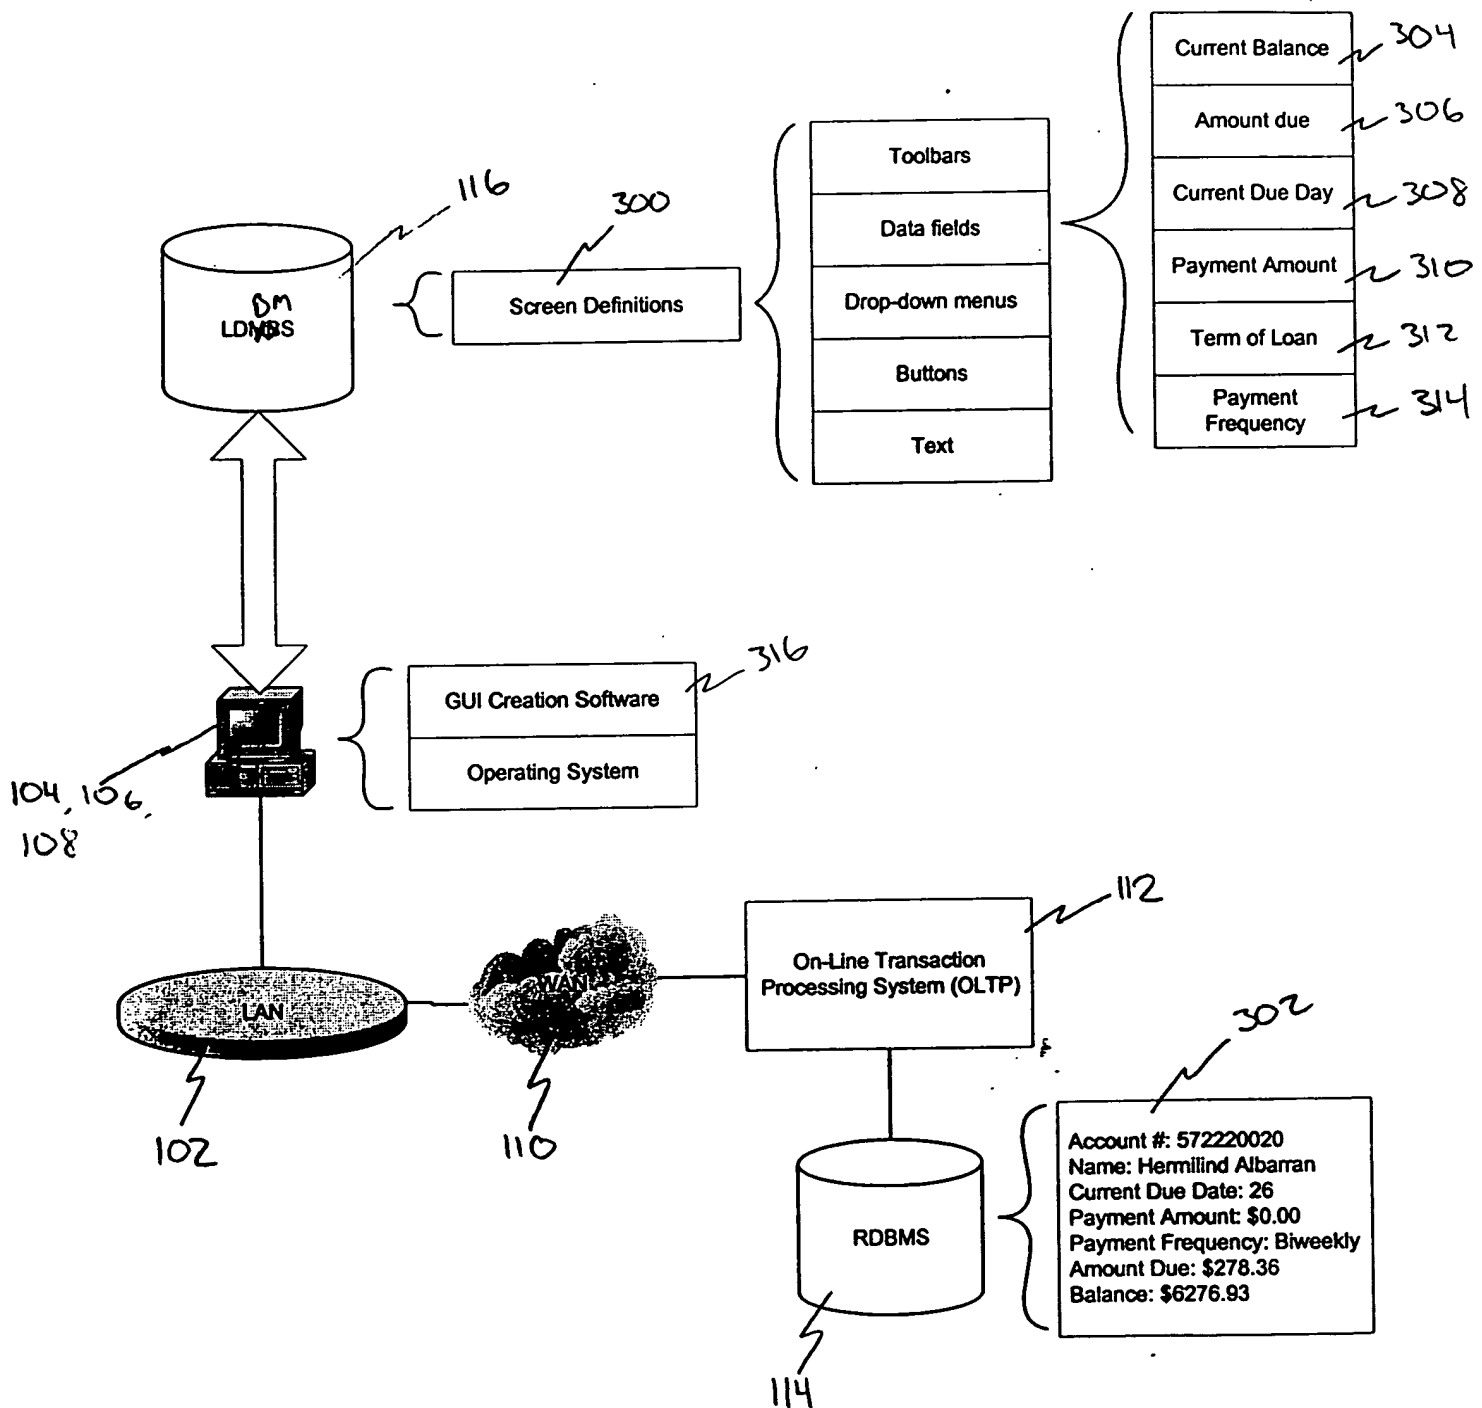 Current Balance
304
Amount due
306
Current Due Day
308
Payment Amount
310
Term of Loan
312
Payment
Frequency
314
Toolbars
Data fields
Drop-down menus
Buttons
Text
116
300
BM
LDMBS
Screen Definitions
GUI Creation Software
316
Operating System
104, 106,
108
112
On-Line Transaction
Processing System (OLTP)
LAN
WAN
102
110
302
RDBMS
114
Account #: 572220020
Name: Hermilind Albarran
Current Due Date: 26
Payment Amount: $0.00
Payment Frequency: Biweekly
Amount Due: $278.36
Balance: $6276.93